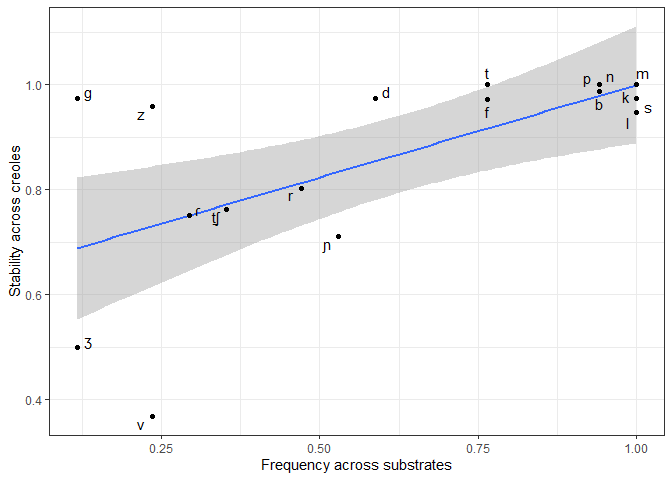 t
p n m
g
d
k
z
f
b
s
l
1.0
0.8
0.6
0.4
ɾ
t̠ʃ
r
ɲ
ʒ
v
Stability across creoles
0.25 0.50 0.75 1.00
Frequency across substrates